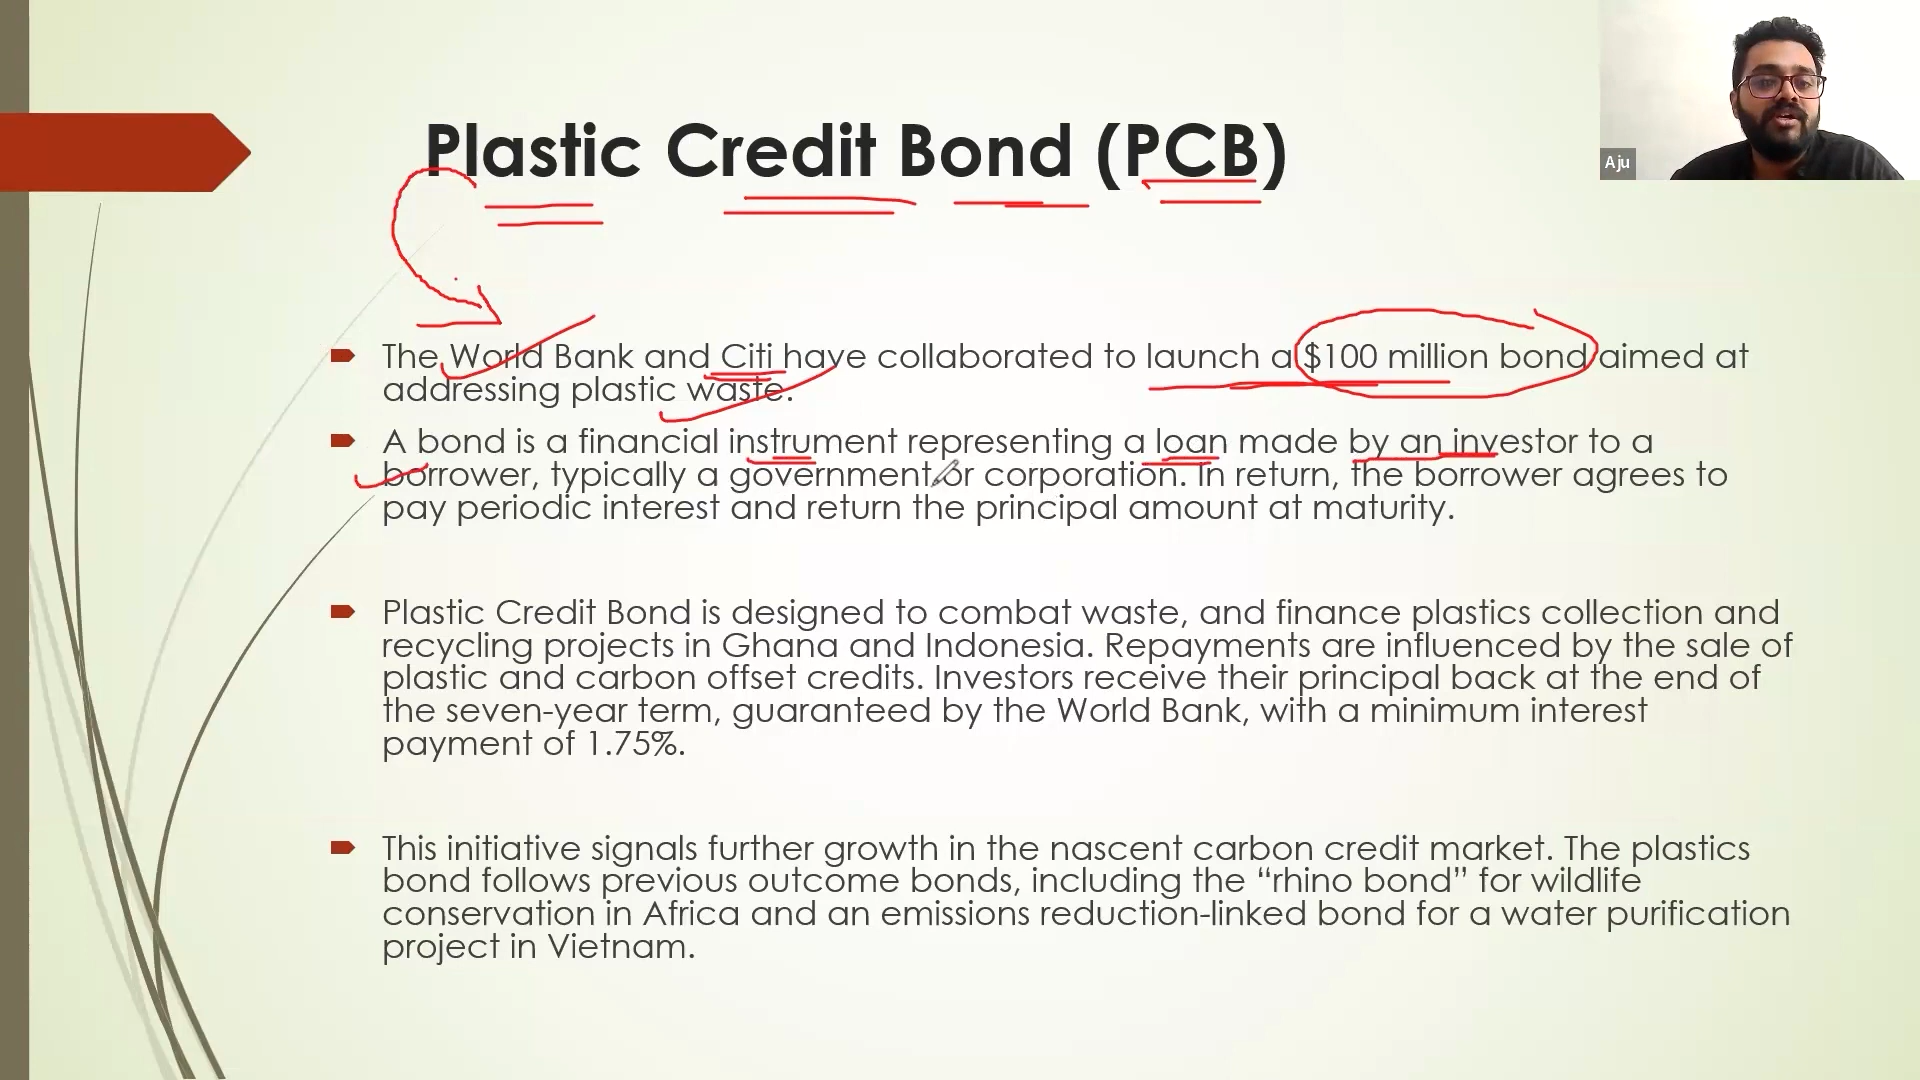 Plastic Credit Bond (PCB)
Aju
The World Bank and Citi have collaborated to launch a $100 million bond aimed at
addressing plastic waste.
A bond is a financial instrument representing a loan made by an investor to a
borrower, typically a government or corporation. In return, the borrower agrees to
pay periodic interest and return the principal amount at maturity.
Plastic Credit Bond is designed to combat waste, and finance plastics collection and
recycling projects in Ghana and Indonesia. Repayments are influenced by the sale of
plastic and carbon offset credits. Investors receive their principal back at the end of
the seven-year term, guaranteed by the World Bank, with a minimum interest
payment of 1.75%.
This initiative signals further growth in the nascent carbon credit market. The plastics
bond follows previous outcome bonds, including the “rhino bond” for wildlife
conservation in Africa and an emissions reduction-linked bond for a water purification
project in Vietnam.